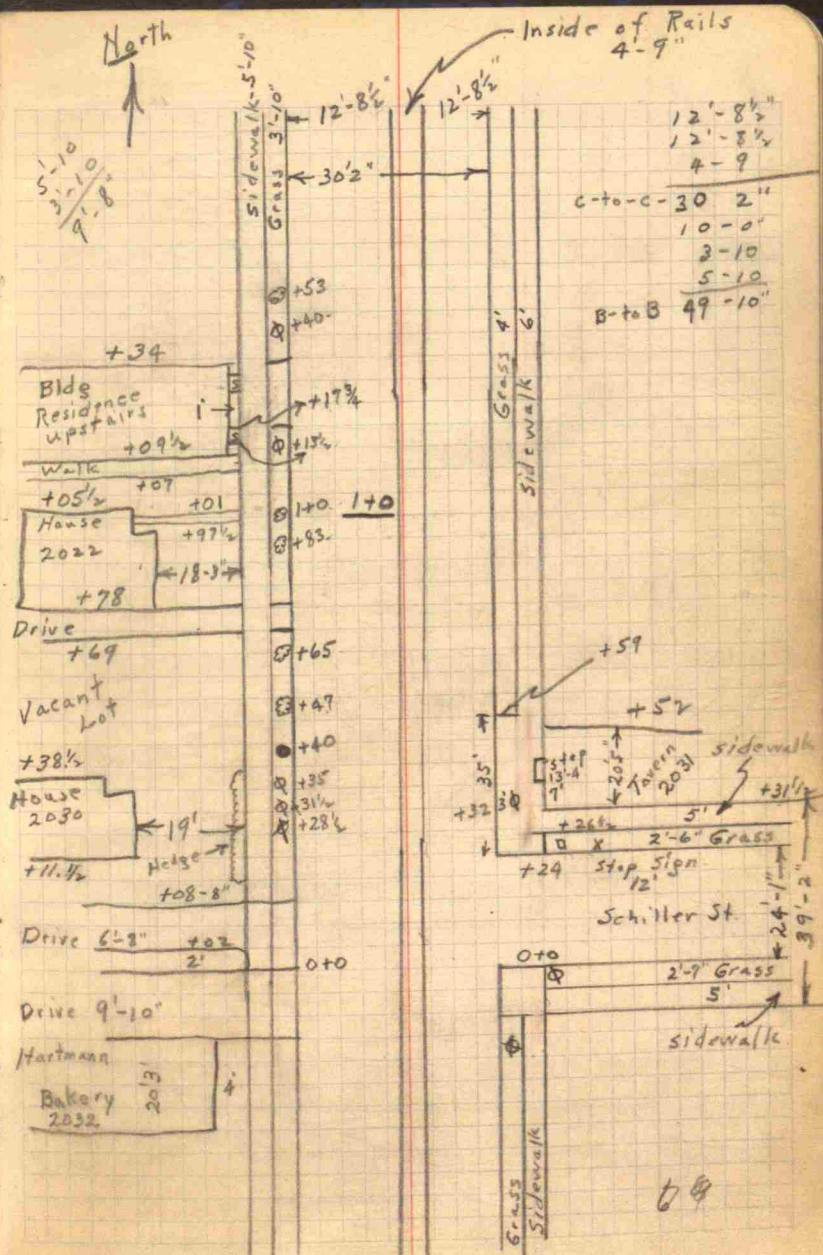 North
Inside of Rails
4'-9"
sidewalk-5'-10"
Grass 3'-10"
12'-8½"
12'-8½"
30'2"
5'-10
3'-10
9'-8"
12'-8½"
12'-8½
4-9
C-to-C-30 2"
10-0"
3-10
5-10
B-to B 49-10"
Grass 4'
Sidewalk 6'
+53
+40
+34
Bldg
Residence
upstairs
1'
+17¾
+09½
+15½
Walk
+07
+05½
+01
1+0
1+0
House
2022
+97½
+83
+78
Drive
+69
+65
+59
Vacant
Lot
+47
+52
+40
sidewalk
+38½
+35
35'
Step
3'-4
7"
20'5"
Tavern
2031
+31½
House
2030
19'
+31½
+32
3'
5'
+28½
+26½
2'-6" Grass
Hedge
+11.½
+24
Stop Sign
12'
+08-8"
Schiller St.
24'-1"
39'-2"
Drive 6'-8"
+02
2'
0+0
0+0
2'-9" Grass
5'
Drive 9'-10"
sidewalk
Hartmann
Bakery
2032
20'3'
4'
Grass
Sidewalk